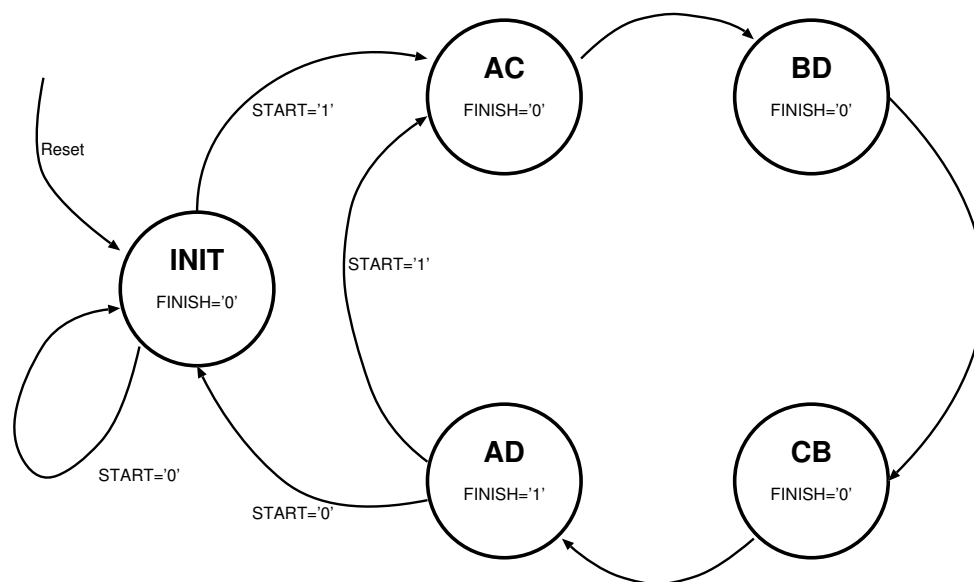 AC
FINISH='0'
BD
FINISH='0'
START='1'
Reset
INIT
FINISH='0'
START='1'
AD
FINISH='1'
CB
FINISH='0'
START='0'
START='0'